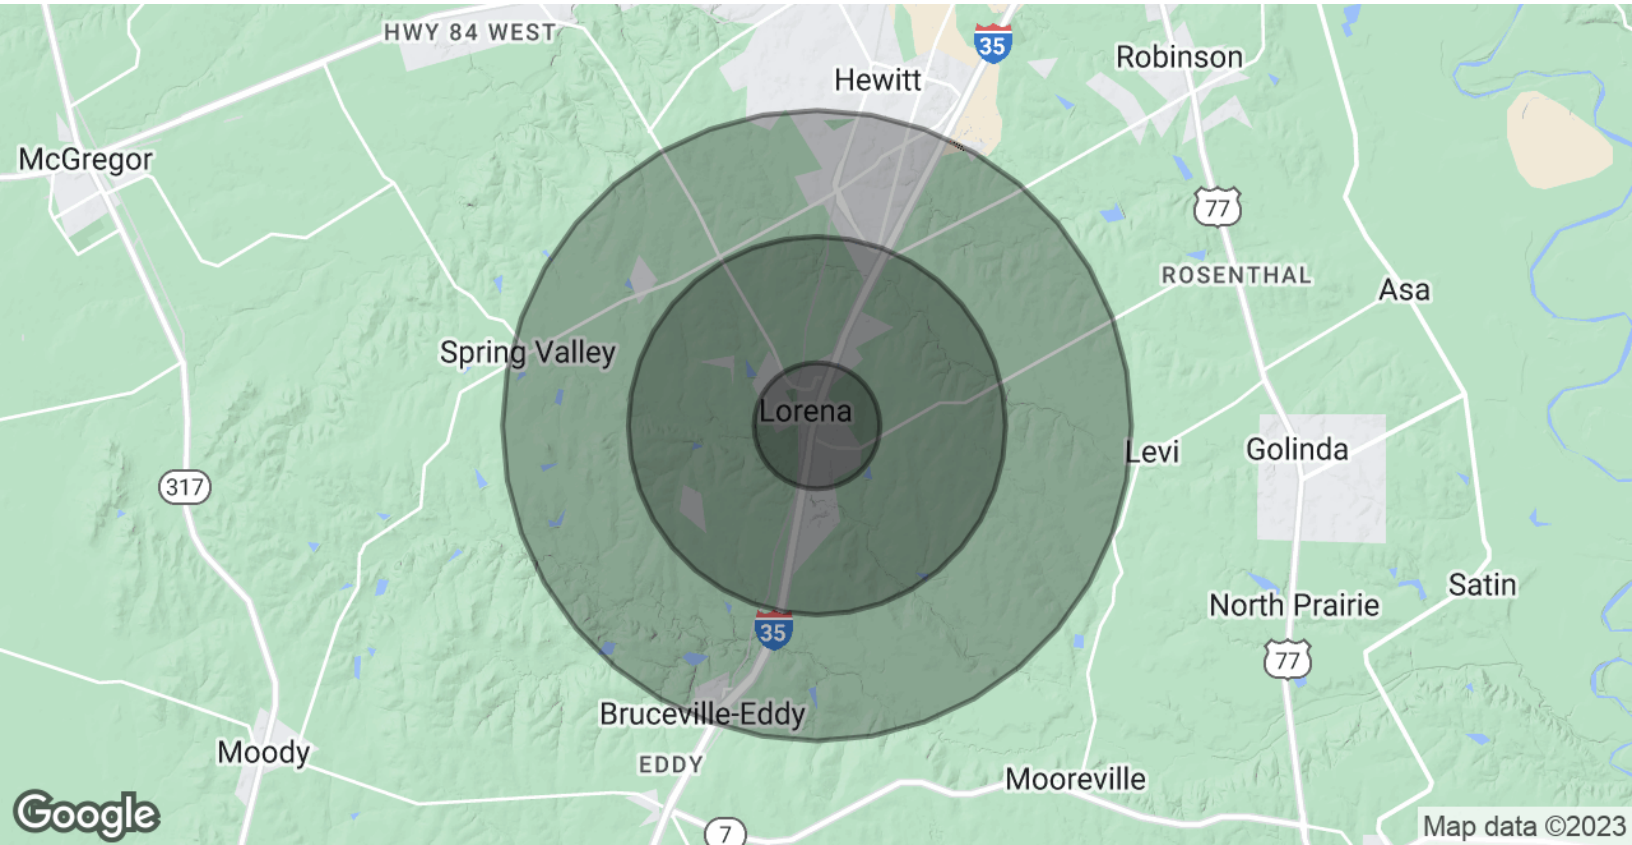 HWY 84 WEST
35
Robinson
Hewitt
McGregor
77
ROSENTHAL
Asa
Spring Valley
Lorena
Levi
Golinda
317
Satin
North Prairie
35
77
Bruceville-Eddy
Moody
EDDY
Mooreville
Google
7
Map data ©2023